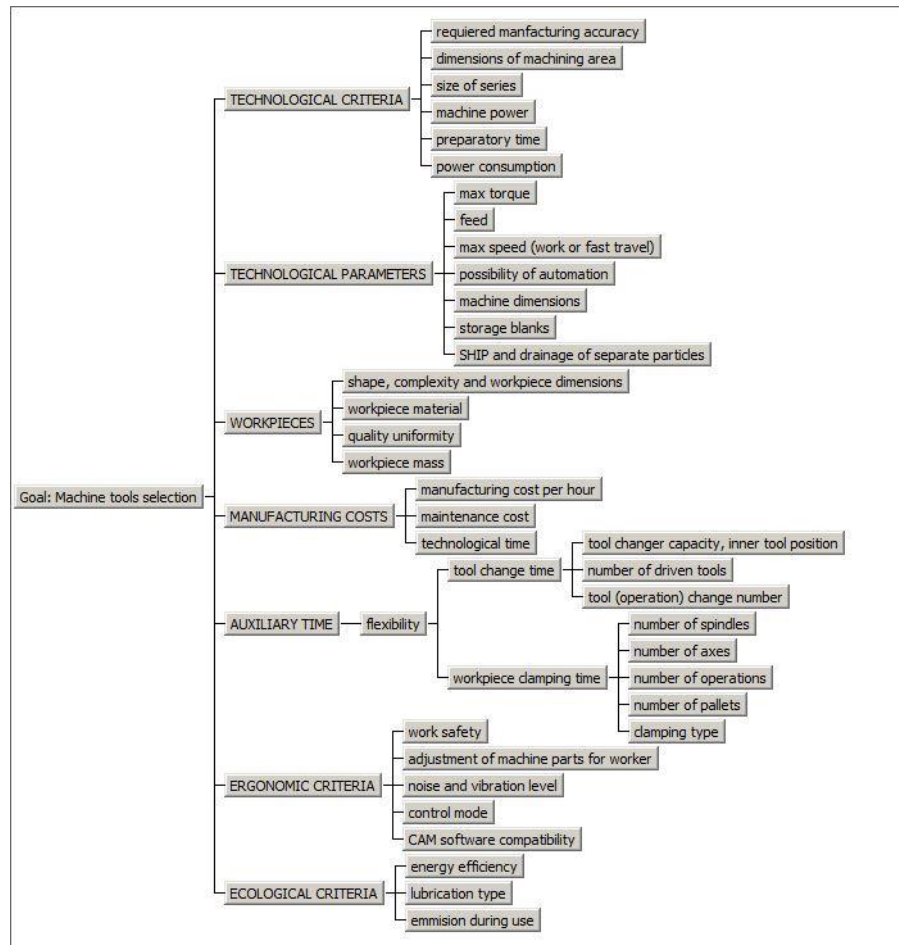 requiered manfacturing accuracy
dimensions of machining area
size of series
TECHNOLOGICAL CRITERIA
machine power
preparatory time
power consumption
max torque
feed
max speed (work or fast travel)
TECHNOLOGICAL PARAMETERS
possibility of automation
machine dimensions
storage blanks
SHIP and drainage of separate particles
shape, complexity and workpiece dimensions
workpiece material
WORKPIECES
quality uniformity
workpiece mass
Goal: Machine tools selection
manufacturing cost per hour
MANUFACTURING COSTS
maintenance cost
technological time
tool changer capacity, inner tool position
tool change time
number of driven tools
tool (operation) change number
AUXILIARY TIME
flexibility
number of spindles
number of axes
workpiece clamping time
number of operations
number of pallets
clamping type
work safety
adjustment of machine parts for worker
ERGONOMIC CRITERIA
noise and vibration level
control mode
CAM software compatibility
energy efficiency
ECOLOGICAL CRITERIA
lubrication type
emmision during use